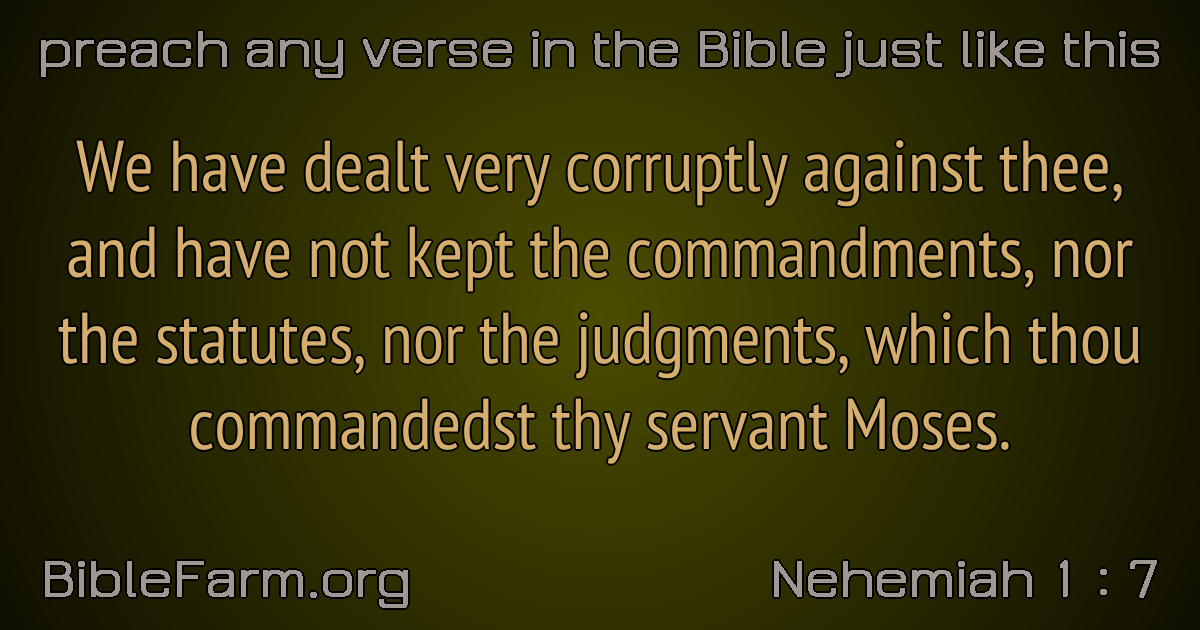 preach any verse in the Bible just like this
We have dealt very corruptly against thee,
and have not kept the commandments, nor
the statutes, nor the judgments, which thou
commandedst thy servant Moses.
BibleFarm.org
Nehemiah 1 : 7